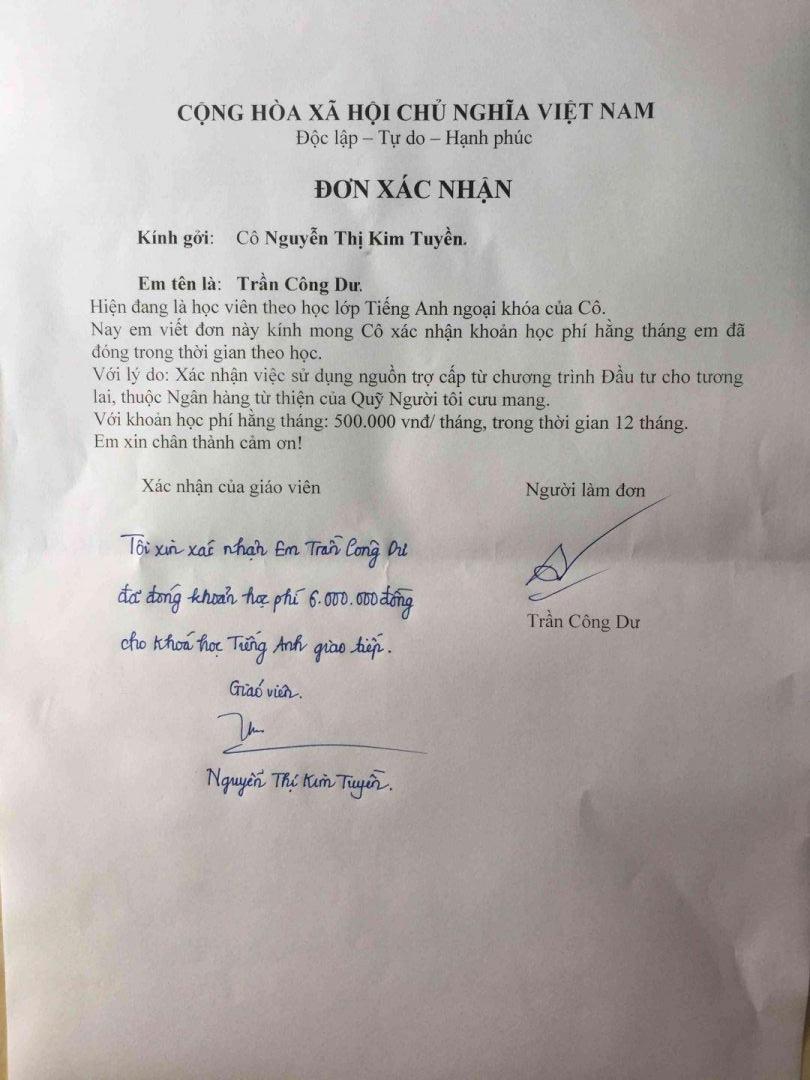 CỘNG HÒA XÃ HỘI CHỦ NGHĨA VIỆT NAM
Độc lập – Tự do – Hạnh phúc
ĐƠN XÁC NHẬN
Kính gởi: Cô Nguyễn Thị Kim Tuyền.
Em tên là: Trần Công Dư.
Hiện đang là học viên theo học lớp Tiếng Anh ngoại khóa của Cô.
Nay em viết đơn này kính mong Cô xác nhận khoản học phí hằng tháng em đã
đóng trong thời gian theo học.
Với lý do: Xác nhận việc sử dụng nguồn trợ cấp từ chương trình Đầu tư cho tương
lai, thuộc Ngân hàng từ thiện của Quỹ Người tôi cưu mang.
Với khoản học phí hằng tháng: 500.000 vnđ/ tháng, trong thời gian 12 tháng.
Em xin chân thành cảm ơn!
Xác nhận của giáo viên
Tôi xin xác nhận Em Trần Công Dư
đã đóng khoản học phí 6.000.000 đồng
cho khoá học Tiếng Anh giao tiếp.
Giáo viên.
Nguyễn Thị Kim Tuyền.
Người làm đơn
Trần Công Dư